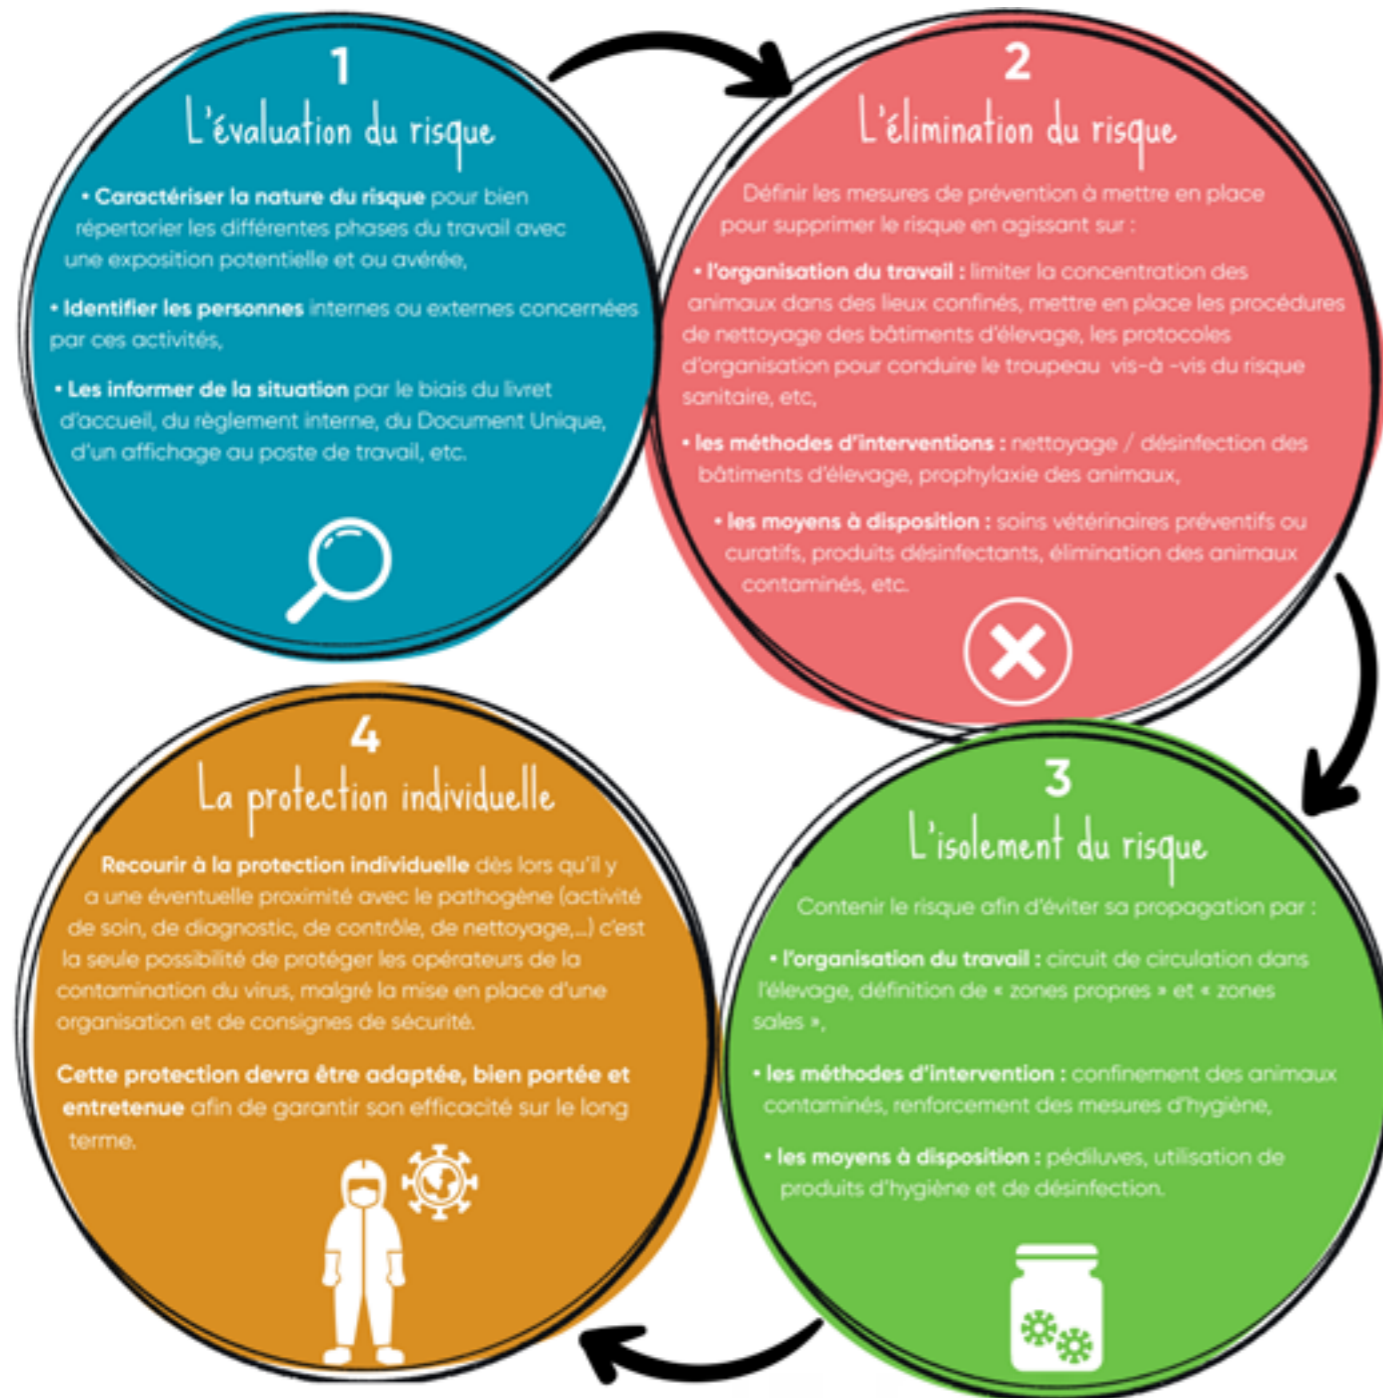 1
L'évaluation du risque
• Caractériser la nature du risque pour bien
répertorier les différentes phases du travail avec
une exposition potentielle et ou avérée,
• Identifier les personnes internes ou externes concernées
par ces activités,
• Les informer de la situation par le biais du livret
d'accueil, du règlement interne, du Document Unique,
d'un affichage au poste de travail, etc.
2
L'élimination du risque
Définir les mesures de prévention à mettre en place
pour supprimer le risque en agissant sur :
• l'organisation du travail : limiter la concentration des
animaux dans des lieux confinés, mettre en place les procédures
de nettoyage des bâtiments d'élevage, les protocoles
d'organisation pour conduire le troupeau vis-à -vis du risque
sanitaire, etc,
• les méthodes d'interventions : nettoyage / désinfection des
bâtiments d'élevage, prophylaxie des animaux,
• les moyens à disposition : soins vétérinaires préventifs ou
curatifs, produits désinfectants, élimination des animaux
contaminés, etc.
3
L'isolement du risque
Contenir le risque afin d'éviter sa propagation par :
• l'organisation du travail : circuit de circulation dans
l'élevage, définition de « zones propres » et « zones
sales »,
• les méthodes d'intervention : confinement des animaux
contaminés, renforcement des mesures d'hygiène,
• les moyens à disposition : pédiluves, utilisation de
produits d'hygiène et de désinfection.
4
La protection individuelle
Recourir à la protection individuelle dès lors qu'il y
a une éventuelle proximité avec le pathogène (activité
de soin, de diagnostic, de contrôle, de nettoyage,...) c'est
la seule possibilité de protéger les opérateurs de la
contamination du virus, malgré la mise en place d'une
organisation et de consignes de sécurité.
Cette protection devra être adaptée, bien portée et
entretenue afin de garantir son efficacité sur le long
terme.